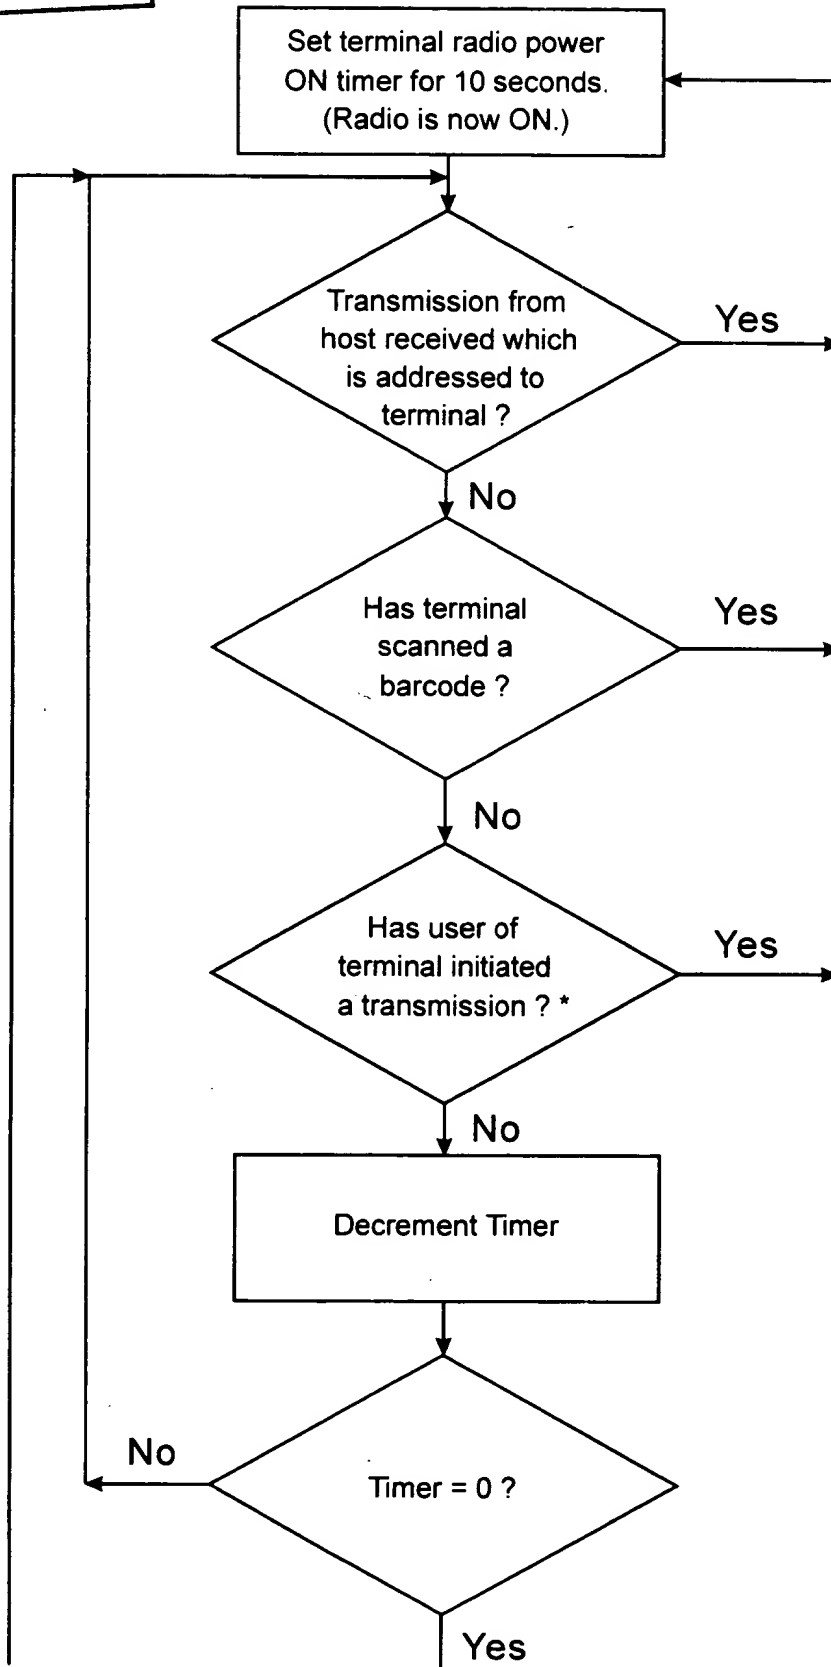 Set terminal radio power
ON timer for 10 seconds.
(Radio is now ON.)
Transmission from
host received which
is addressed to
terminal ?
Yes
No
Has terminal
scanned a
barcode ?
Yes
No
Has user of
terminal initiated
a transmission ? *
Yes
No
Decrement Timer
Timer = 0 ?
No
Yes